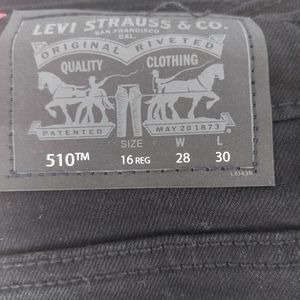 LEVI STRAUSS & CO.
SAN FRANCISCO
CAL.
ORIGINAL RIVETED
QUALITY CLOTHING
PATENTED MAY 20 1873
SIZE W L
510™ 16 REG 28 30